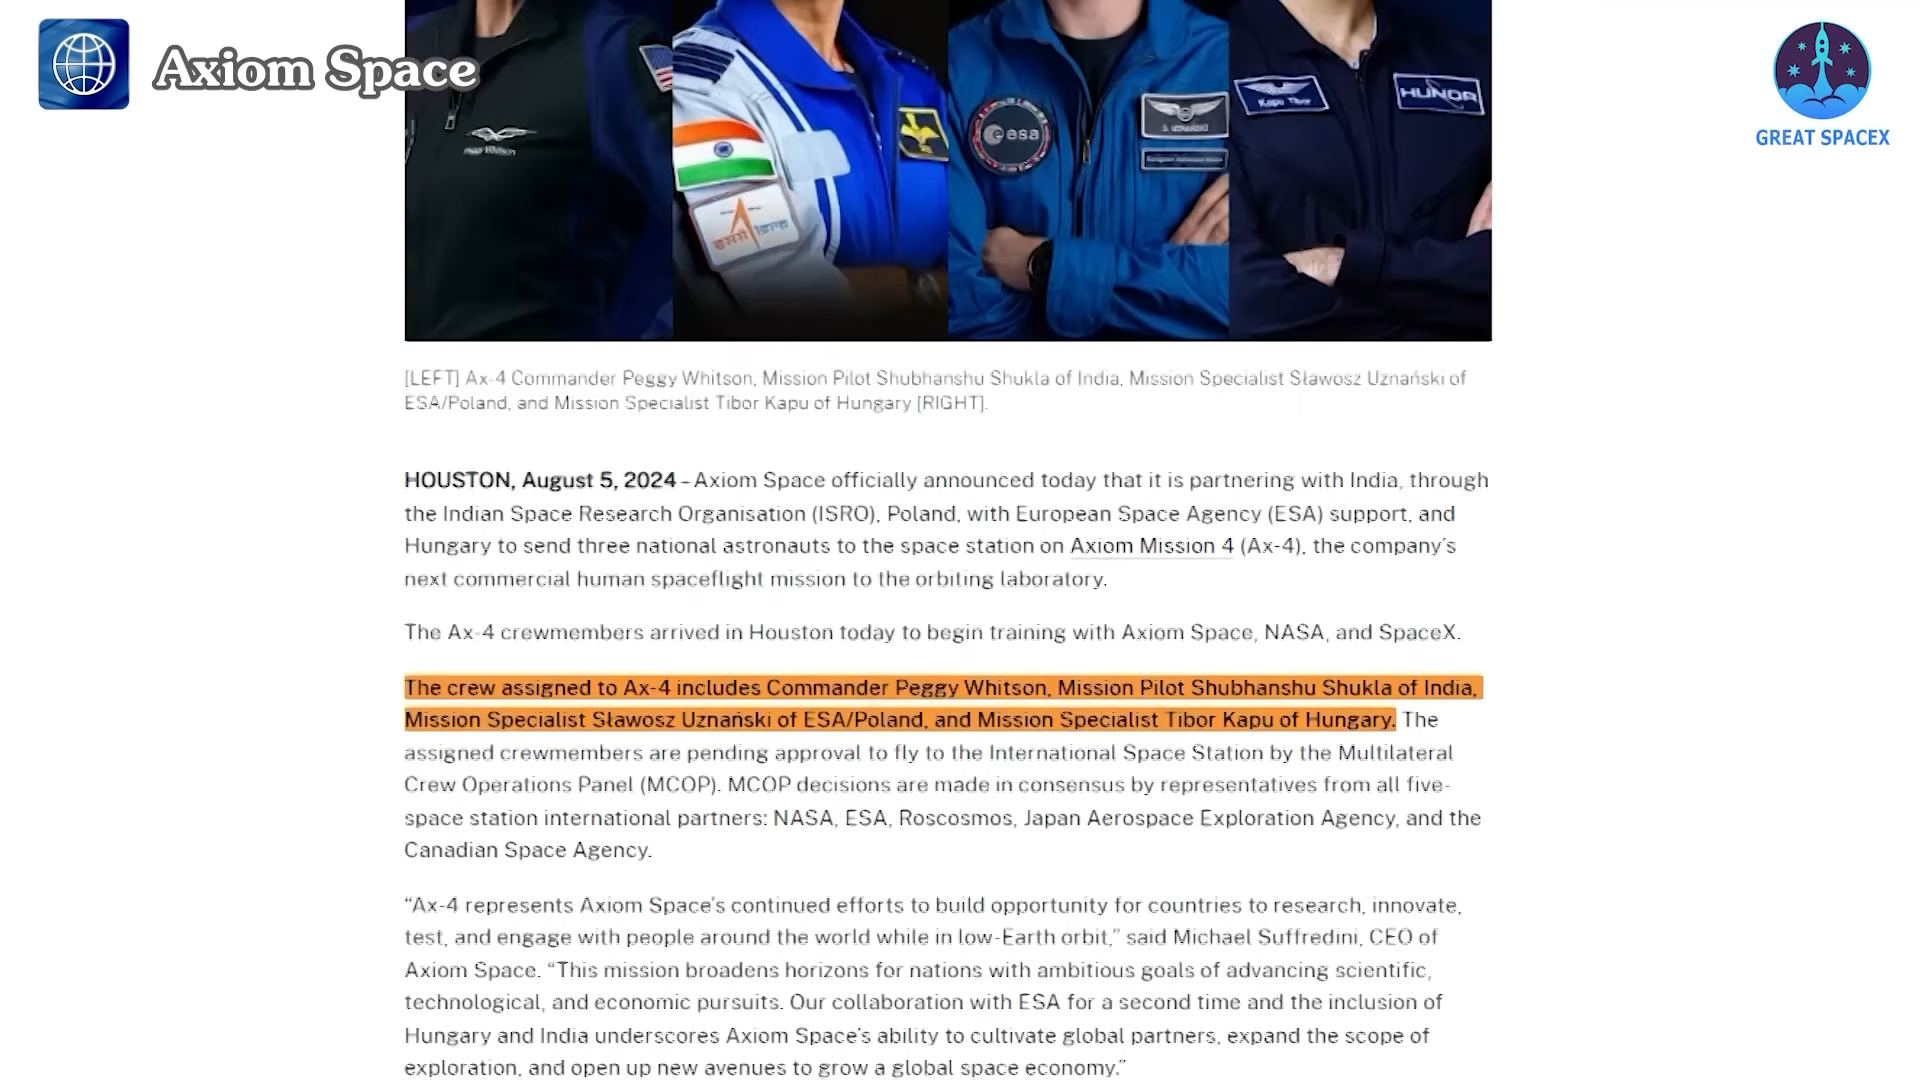 Axiom Space
GREAT SPACEX
esa
S. UZNAŃSKI
Kapu Tibor
HUNOR
[LEFT] Ax-4 Commander Peggy Whitson, Mission Pilot Shubhanshu Shukla of India, Mission Specialist Sławosz Uznański of
ESA/Poland, and Mission Specialist Tibor Kapu of Hungary [RIGHT].
HOUSTON, August 5, 2024 – Axiom Space officially announced today that it is partnering with India, through
the Indian Space Research Organisation (ISRO), Poland, with European Space Agency (ESA) support, and
Hungary to send three national astronauts to the space station on Axiom Mission 4 (Ax-4), the company’s
next commercial human spaceflight mission to the orbiting laboratory.
The Ax-4 crewmembers arrived in Houston today to begin training with Axiom Space, NASA, and SpaceX.
The crew assigned to Ax-4 includes Commander Peggy Whitson, Mission Pilot Shubhanshu Shukla of India,
Mission Specialist Sławosz Uznański of ESA/Poland, and Mission Specialist Tibor Kapu of Hungary. The
assigned crewmembers are pending approval to fly to the International Space Station by the Multilateral
Crew Operations Panel (MCOP). MCOP decisions are made in consensus by representatives from all five-
space station international partners: NASA, ESA, Roscosmos, Japan Aerospace Exploration Agency, and the
Canadian Space Agency.
“Ax-4 represents Axiom Space’s continued efforts to build opportunity for countries to research, innovate,
test, and engage with people around the world while in low-Earth orbit,” said Michael Suffredini, CEO of
Axiom Space. “This mission broadens horizons for nations with ambitious goals of advancing scientific,
technological, and economic pursuits. Our collaboration with ESA for a second time and the inclusion of
Hungary and India underscores Axiom Space’s ability to cultivate global partners, expand the scope of
exploration, and open up new avenues to grow a global space economy.”